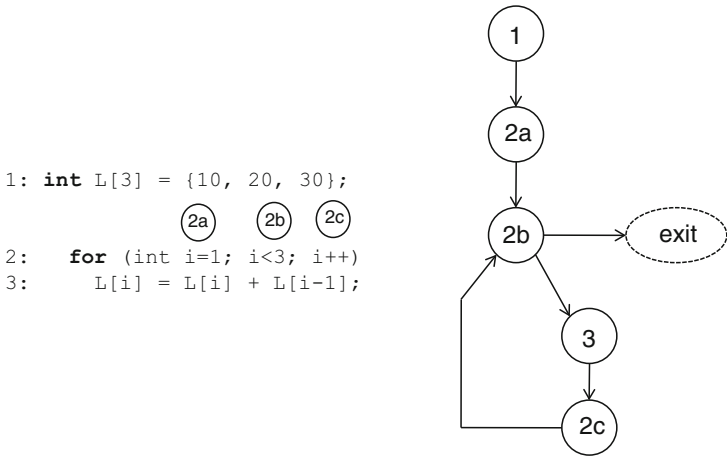 1: int L[3] = {10, 20, 30};
2a 2b 2c
2: for (int i=1; i<3; i++)
3: L[i] = L[i] + L[i-1];
1
2a
2b exit
3
2c